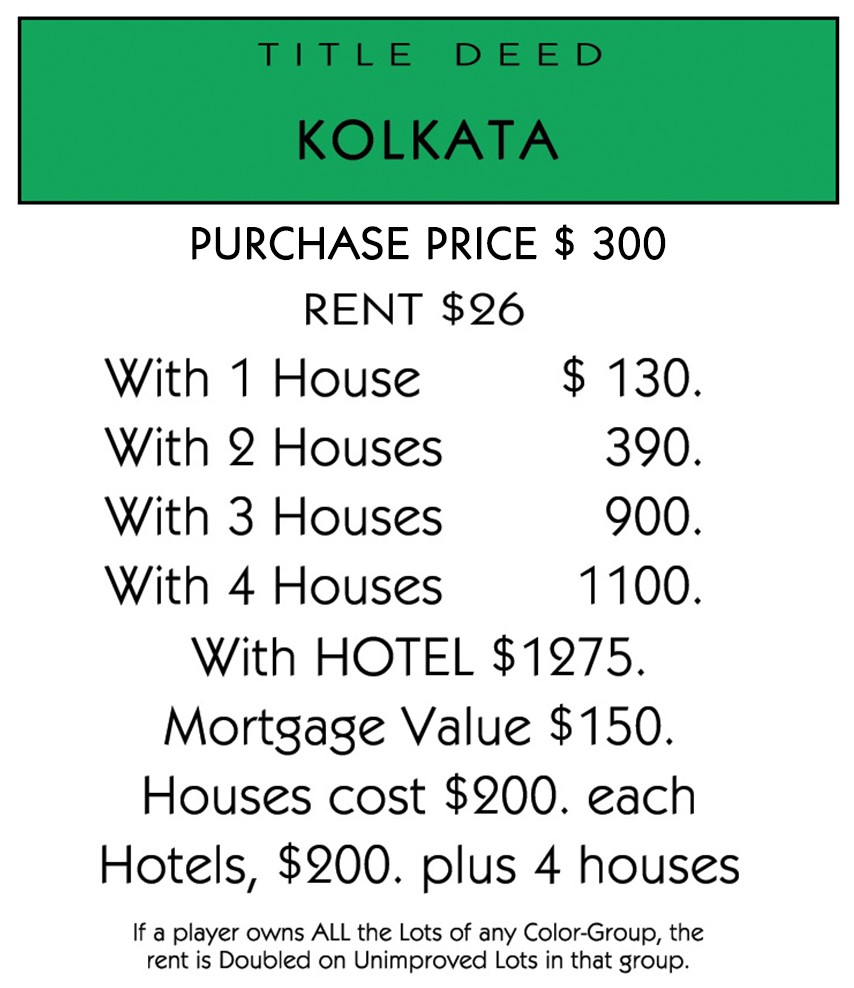 TITLE DEED
KOLKATA
PURCHASE PRICE $ 300
RENT $26
With 1 House $ 130.
With 2 Houses 390.
With 3 Houses 900.
With 4 Houses 1100.
With HOTEL $1275.
Mortgage Value $150.
Houses cost $200. each
Hotels, $200. plus 4 houses
If a player owns ALL the Lots of any Color-Group, the
rent is Doubled on Unimproved Lots in that group.